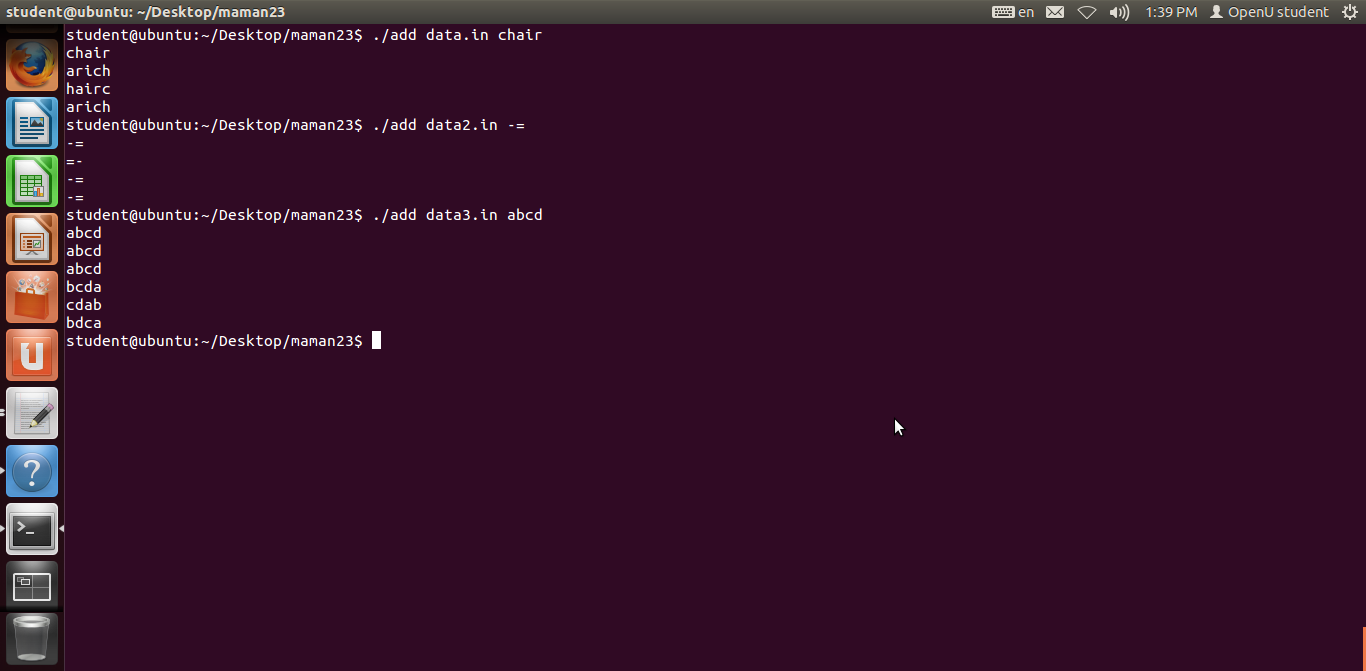 student@ubuntu: ~/Desktop/maman23
en
1:39 PM
OpenU student
student@ubuntu:~/Desktop/maman23$ ./add data.in chair
chair
arich
hairc
arich
student@ubuntu:~/Desktop/maman23$ ./add data2.in -=
-=
=-
-=
-=
student@ubuntu:~/Desktop/maman23$ ./add data3.in abcd
abcd
abcd
abcd
bcda
cdab
bdca
student@ubuntu:~/Desktop/maman23$